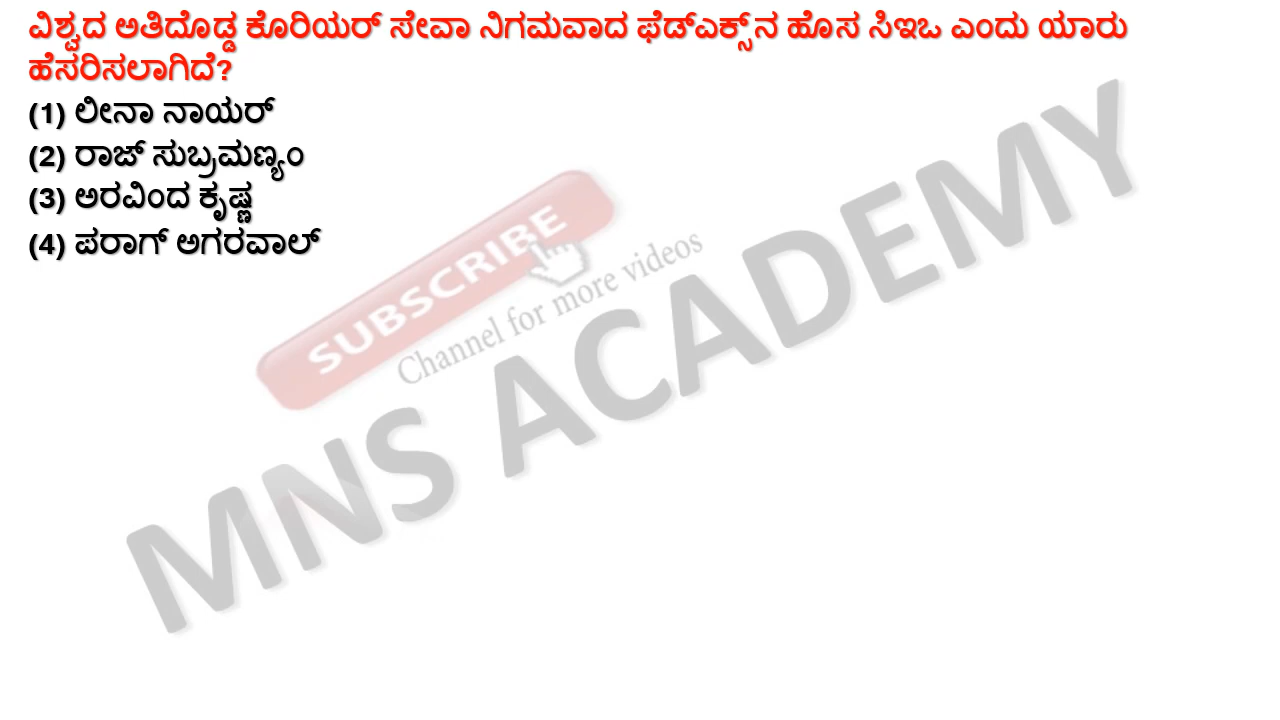 ವಿಶ್ವದ ಅತಿದೊಡ್ಡ ಕೊರಿಯರ್ ಸೇವಾ ನಿಗಮವಾದ ಫೆಡ್ಎಕ್ಸ್‌ನ ಹೊಸ ಸಿಇಒ ಎಂದು ಯಾರು
ಹೆಸರಿಸಲಾಗಿದೆ?
(1) ಲೀನಾ ನಾಯರ್
(2) ರಾಜ್ ಸುಬ್ರಮಣ್ಯಂ
(3) ಅರವಿಂದ ಕೃಷ್ಣ
(4) ಪರಾಗ್ ಅಗರವಾಲ್
SUBSCRIBE
Channel for more videos
MNS ACADEMY